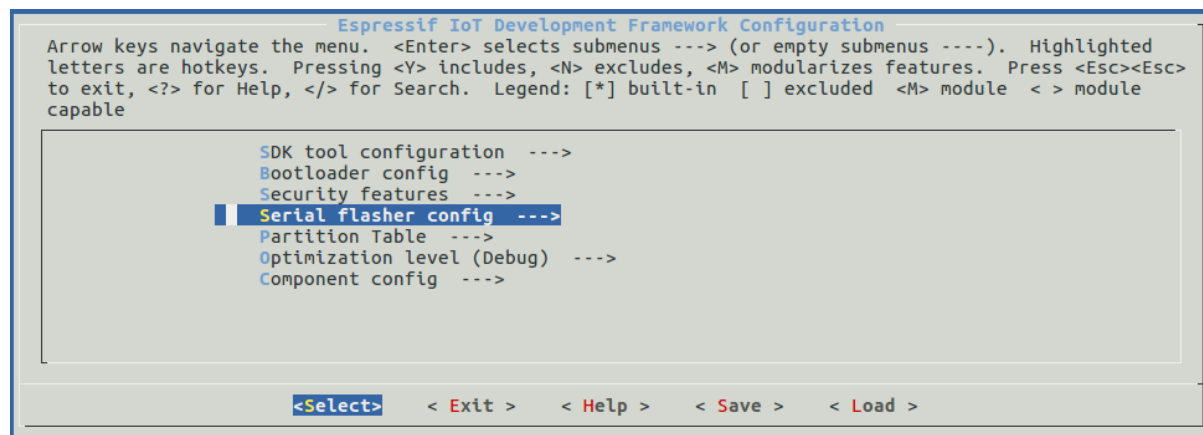 Espressif IoT Development Framework Configuration
Arrow keys navigate the menu.  <Enter> selects submenus ---> (or empty submenus ----).  Highlighted
letters are hotkeys.  Pressing <Y> includes, <N> excludes, <M> modularizes features.  Press <Esc><Esc>
to exit, <?> for Help, </> for Search.  Legend: [*] built-in  [ ] excluded  <M> module  < > module
capable
SDK tool configuration  --->
Bootloader config  --->
Security features  --->
Serial flasher config  --->
Partition Table  --->
Optimization level (Debug)  --->
Component config  --->
<Select>    < Exit >    < Help >    < Save >    < Load >